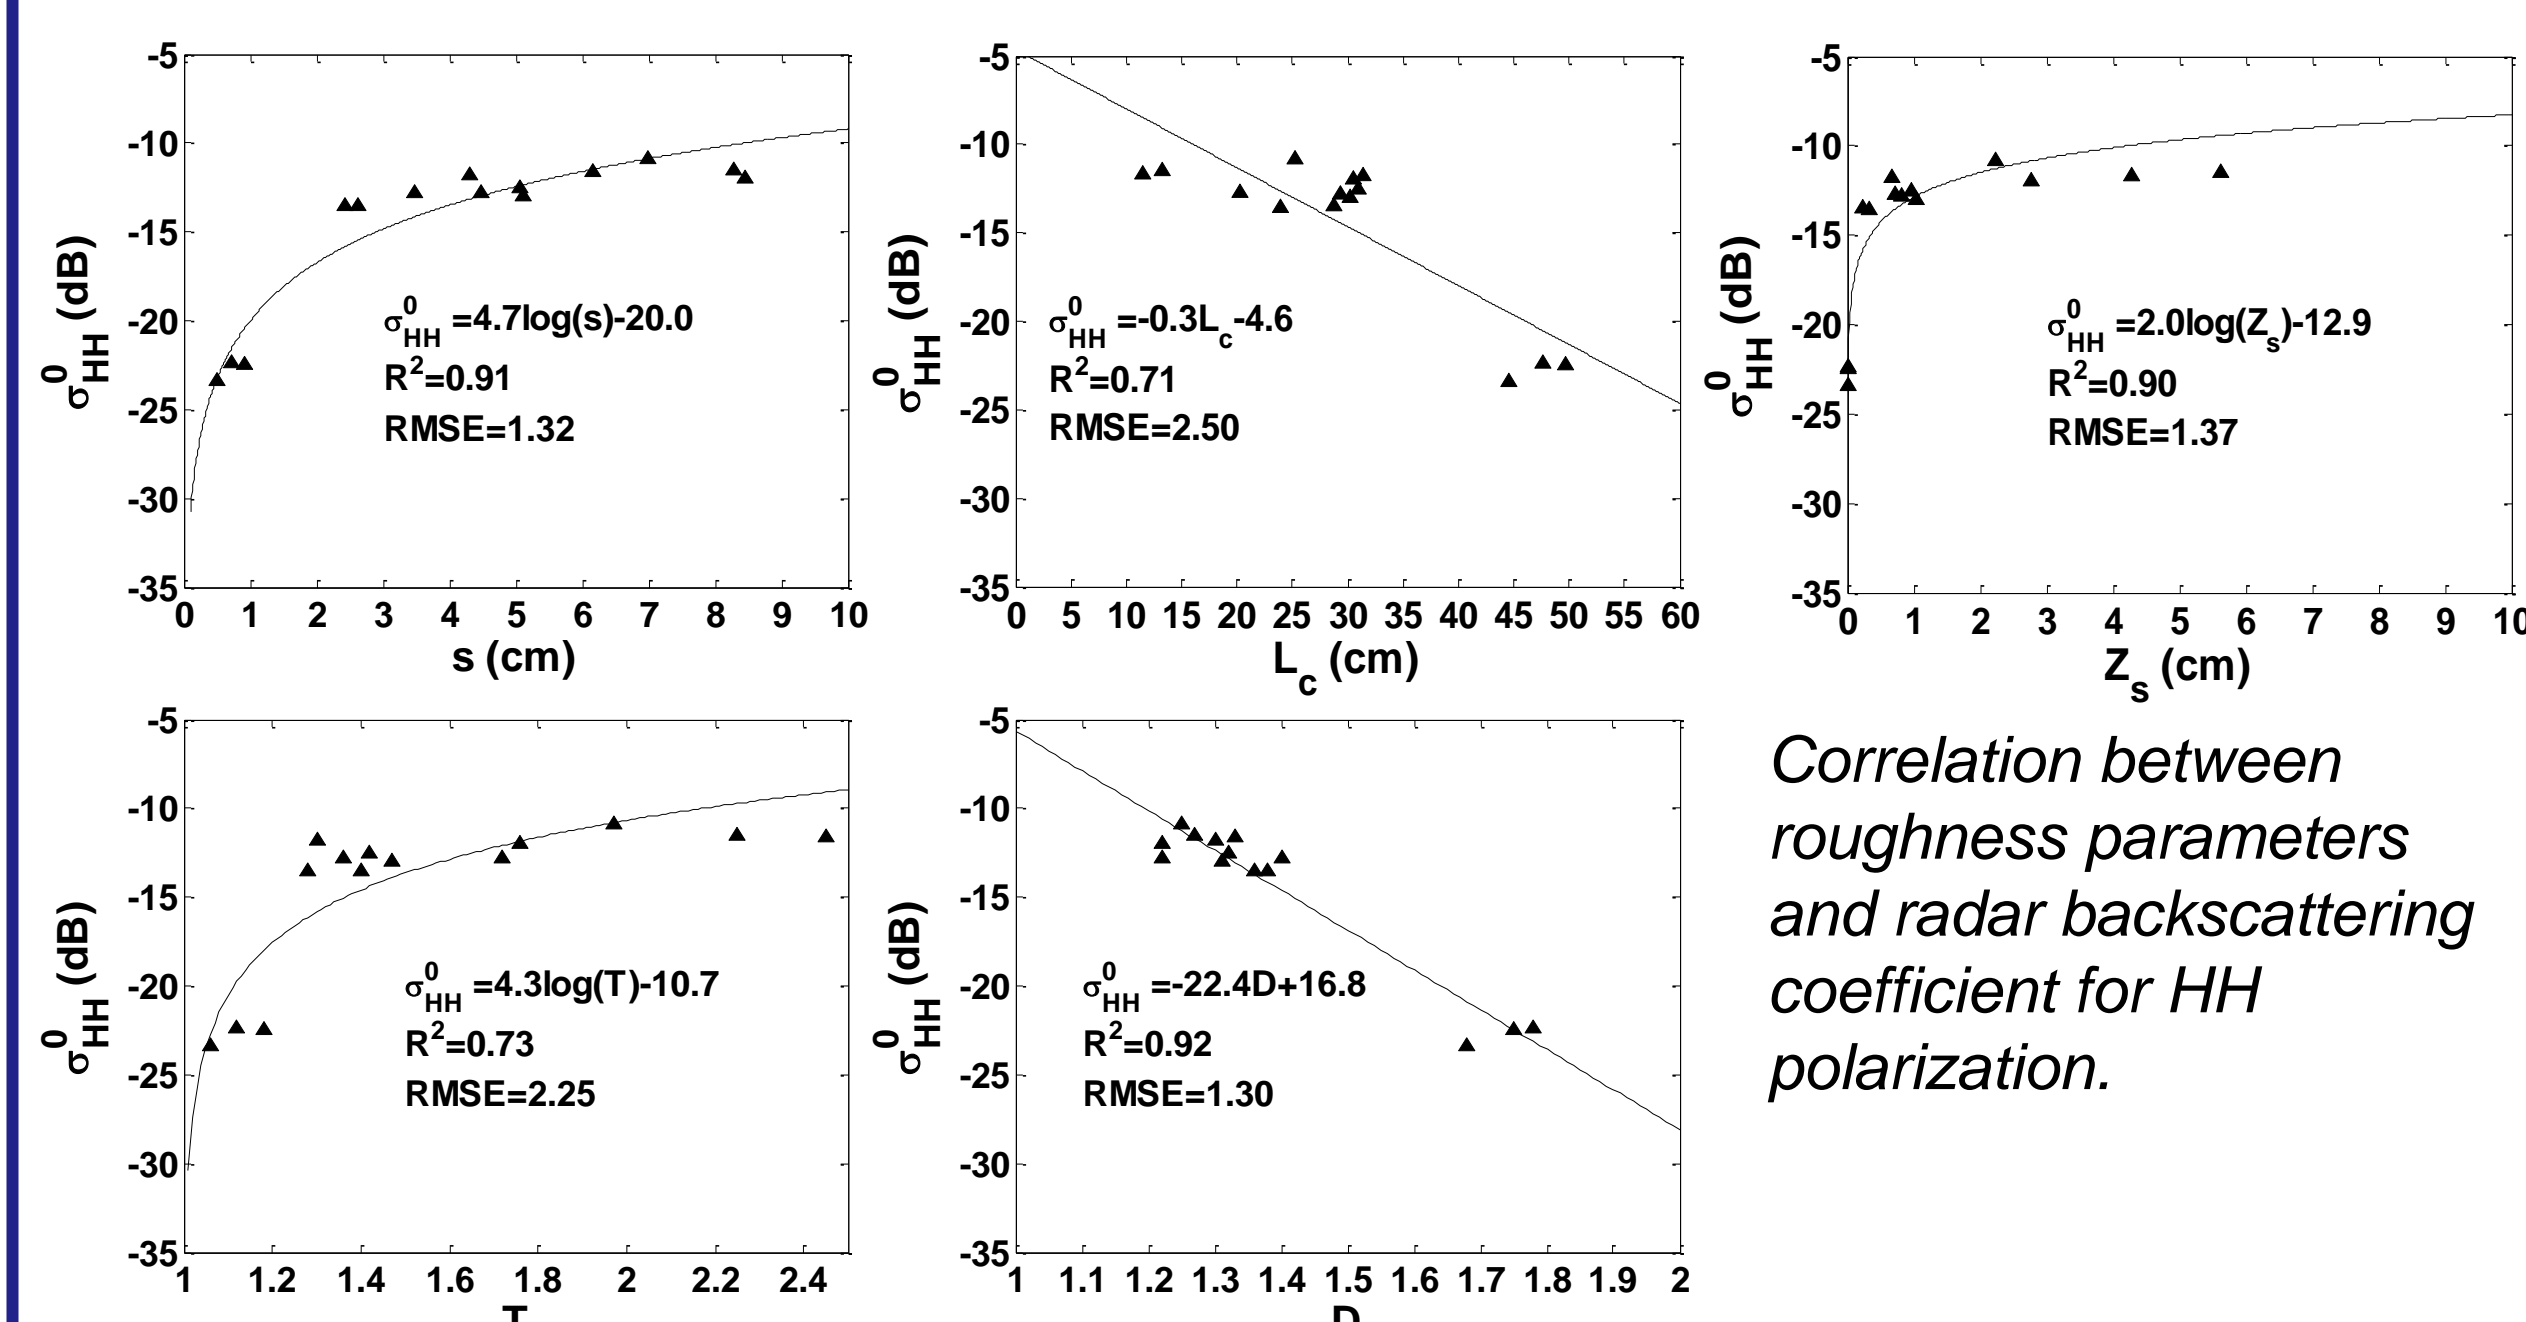 -5
-10
-15
-20
-25
-30
-35
0 1 2 3 4 5 6 7 8 9 10
s (cm)
σ⁰HH (dB)
σ⁰HH =4.7log(s)-20.0
R²=0.91
RMSE=1.32
-5
-10
-15
-20
-25
-30
-35
0 5 10 15 20 25 30 35 40 45 50 55 60
Lc (cm)
σ⁰HH (dB)
σ⁰HH =-0.3Lc-4.6
R²=0.71
RMSE=2.50
-5
-10
-15
-20
-25
-30
-35
0 1 2 3 4 5 6 7 8 9 10
Zs (cm)
σ⁰HH (dB)
σ⁰HH =2.0log(Zs)-12.9
R²=0.90
RMSE=1.37
-5
-10
-15
-20
-25
-30
-35
1 1.2 1.4 1.6 1.8 2 2.2 2.4
T
σ⁰HH (dB)
σ⁰HH =4.3log(T)-10.7
R²=0.73
RMSE=2.25
-5
-10
-15
-20
-25
-30
-35
1 1.1 1.2 1.3 1.4 1.5 1.6 1.7 1.8 1.9 2
D
σ⁰HH (dB)
σ⁰HH =-22.4D+16.8
R²=0.92
RMSE=1.30
Correlation between
roughness parameters
and radar backscattering
coefficient for HH
polarization.